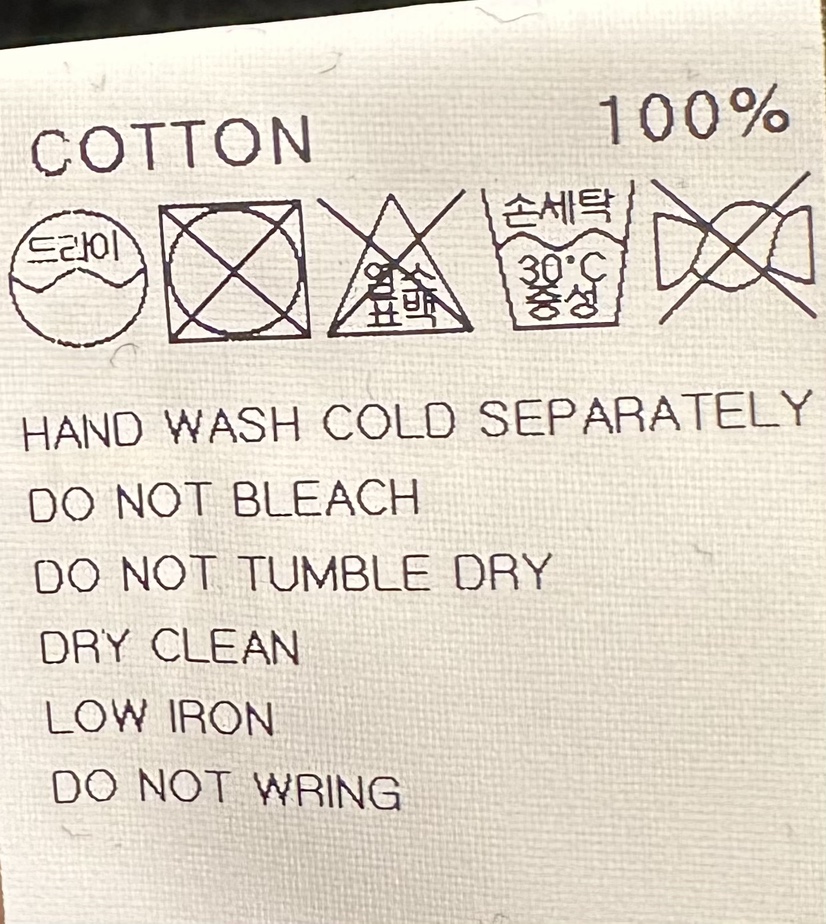 COTTON 100%
드라이
염소
표백
손세탁
30°C
중성
HAND WASH COLD SEPARATELY
DO NOT BLEACH
DO NOT TUMBLE DRY
DRY CLEAN
LOW IRON
DO NOT WRING